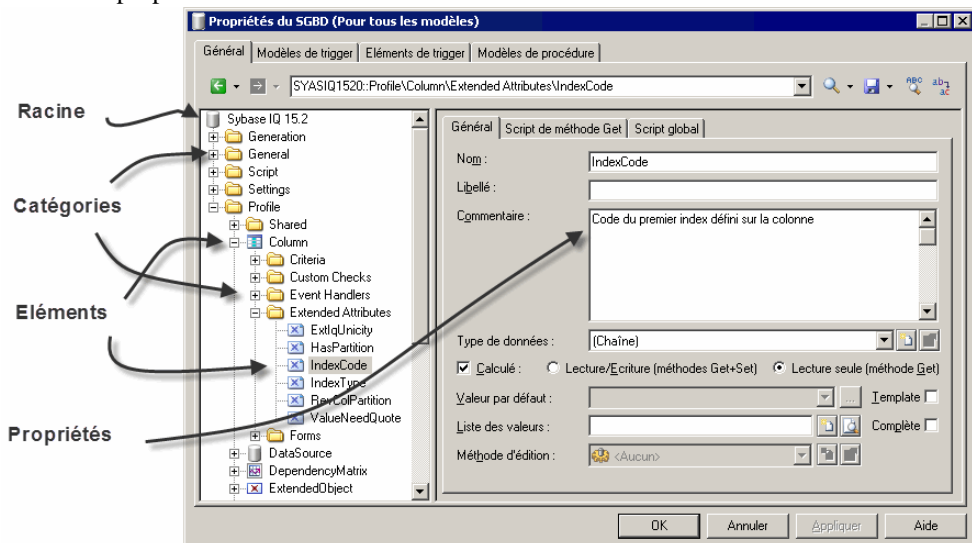 Propriétés du SGBD (Pour tous les modèles)
Général Modèles de trigger Eléments de trigger Modèles de procédure
SYASIQ1520::Profile\Column\Extended Attributes\IndexCode
Racine
Catégories
Eléments
Propriétés
Sybase IQ 15.2
Generation
General
Script
Settings
Profile
Shared
Column
Criteria
Custom Checks
Event Handlers
Extended Attributes
ExtIqUnicity
HasPartition
IndexCode
IndexType
RevColPartition
ValueNeedQuote
Forms
DataSource
DependencyMatrix
ExtendedObject
Général Script de méthode Get Script global
Nom : IndexCode
Libellé :
Commentaire : Code du premier index défini sur la colonne
Type de données : (Chaîne)
Calculé : Lecture/Ecriture (méthodes Get+Set) Lecture seule (méthode Get)
Valeur par défaut : ... Template
Liste des valeurs : Complète
Méthode d'édition : <Aucun>
OK Annuler Appliquer Aide